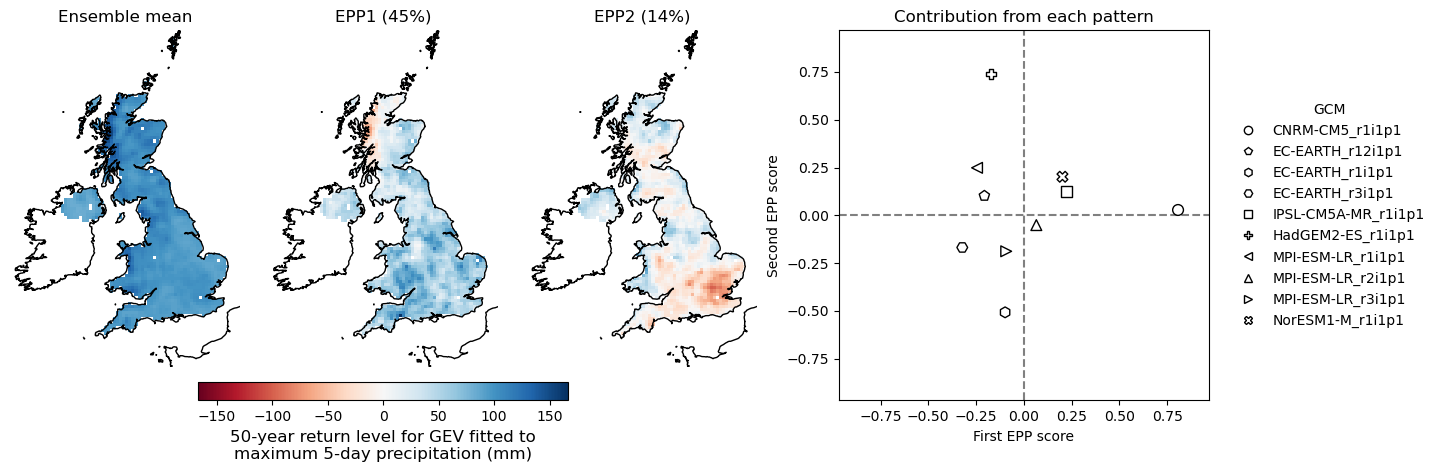 Ensemble mean
EPP1 (45%)
EPP2 (14%)
Contribution from each pattern
−150 −100 −50 0 50 100 150
50-year return level for GEV fitted to
maximum 5-day precipitation (mm)
Second EPP score
0.75
0.50
0.25
0.00
−0.25
−0.50
−0.75
−0.75 −0.50 −0.25 0.00 0.25 0.50 0.75
First EPP score
GCM
CNRM-CM5_r1i1p1
EC-EARTH_r12i1p1
EC-EARTH_r1i1p1
EC-EARTH_r3i1p1
IPSL-CM5A-MR_r1i1p1
HadGEM2-ES_r1i1p1
MPI-ESM-LR_r1i1p1
MPI-ESM-LR_r2i1p1
MPI-ESM-LR_r3i1p1
NorESM1-M_r1i1p1